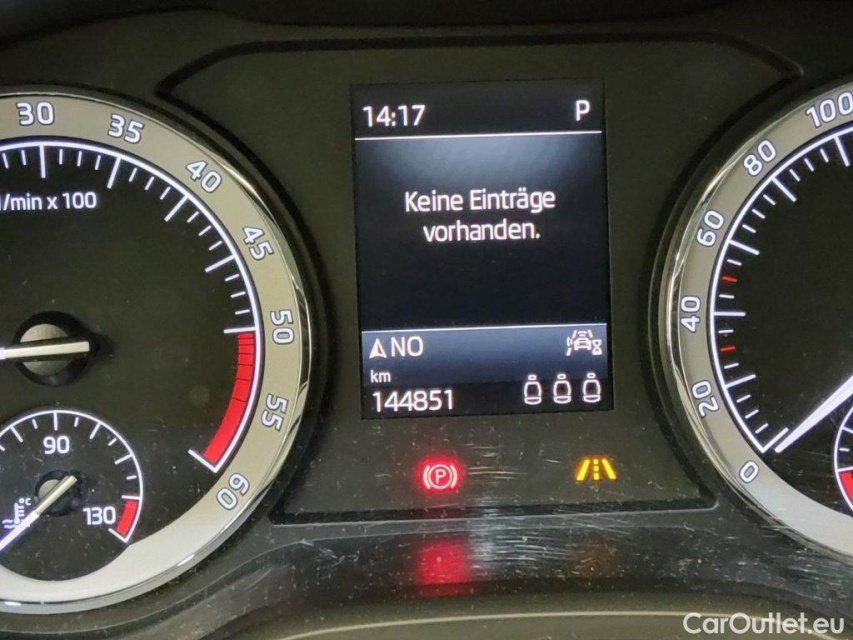 30
35
40
45
50
55
60
l/min x 100
90
130
°C
14:17 P
Keine Einträge
vorhanden.
NO
km
144851
P
100
80
60
40
20
0
CarOutlet.eu